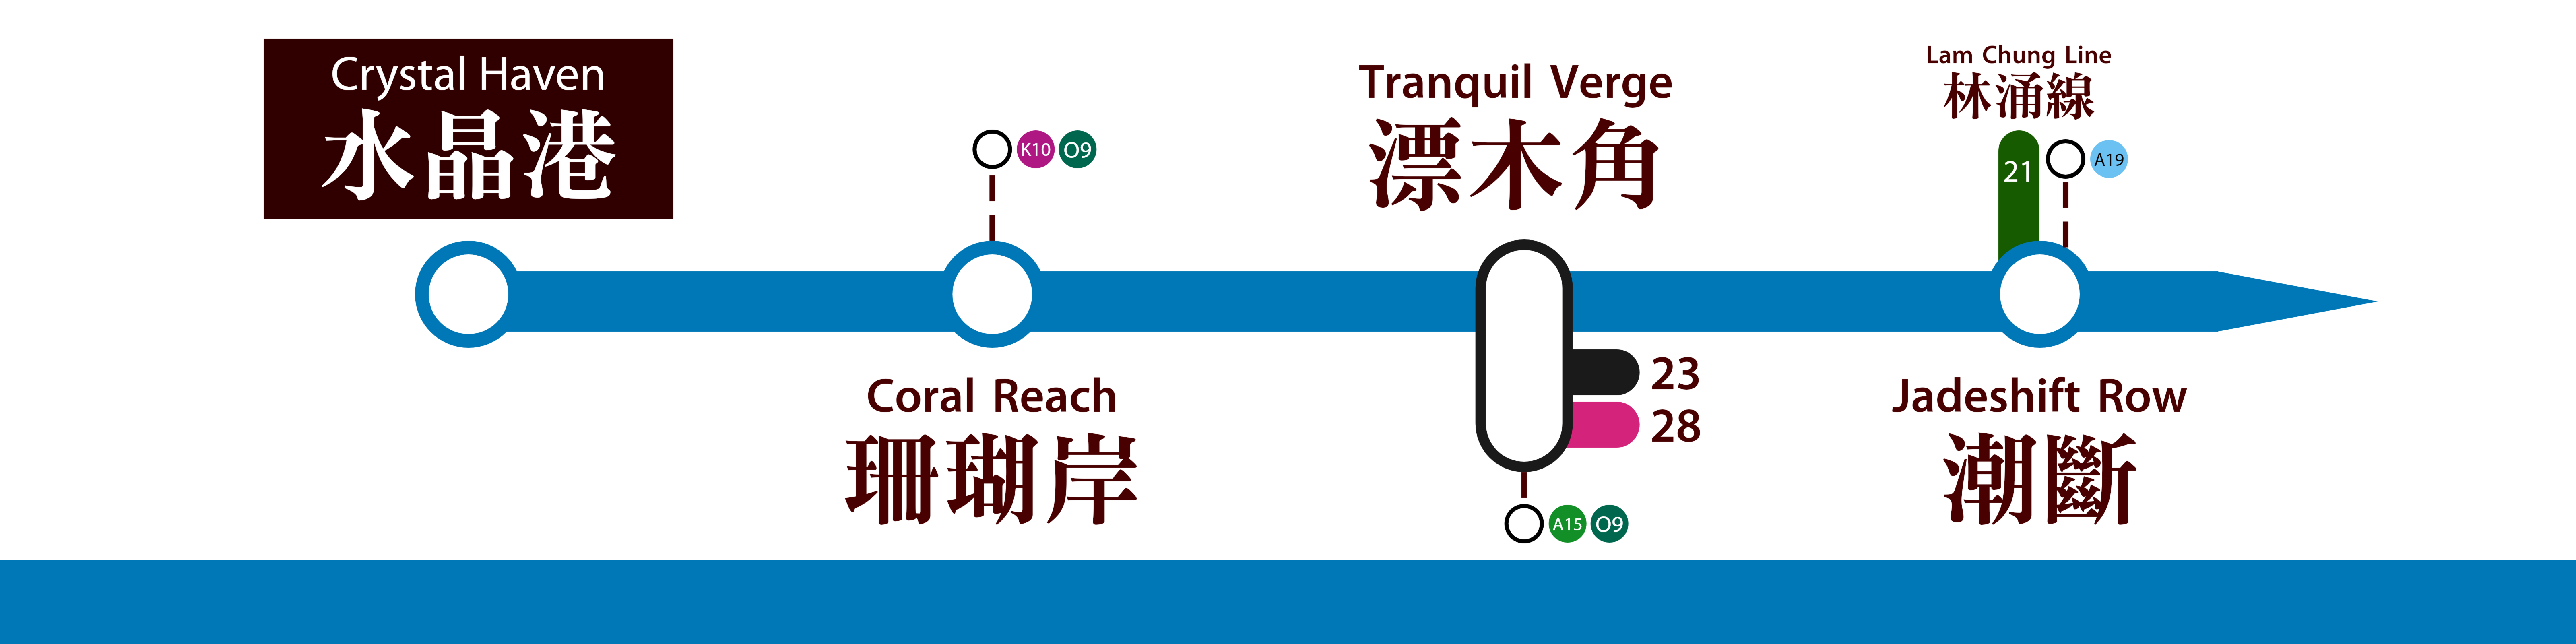 Crystal Haven
水晶港
K10 O9
Coral Reach
珊瑚岸
Tranquil Verge
漂木角
23
28
A15 O9
Lam Chung Line
林涌線
21
A19
Jadeshift Row
潮斷